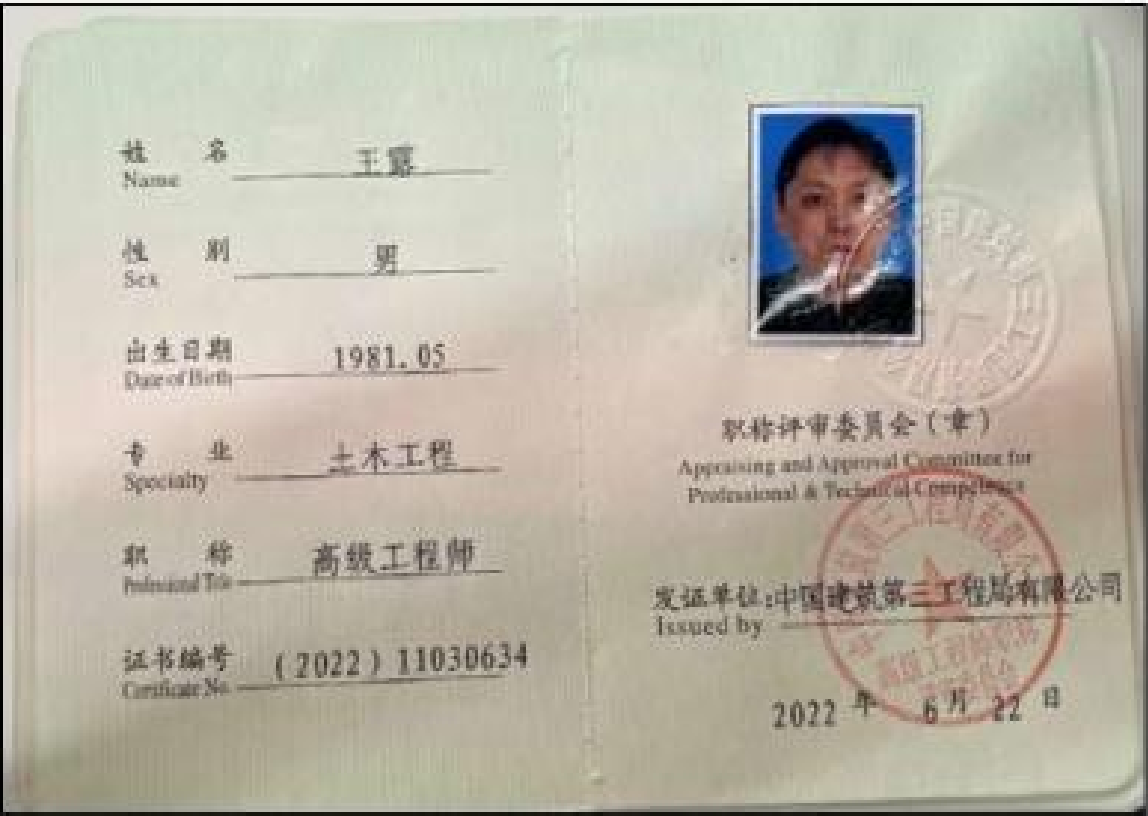 姓名 王露
Name
性别 男
Sex
出生日期 1981.05
Date of Birth
专业 土木工程
Specialty
职称 高级工程师
Professional Title
证书编号 (2022)11030634
Certificate No.
职称评审委员会(章)
Appraising and Approval Committee for
Professional & Technical Competence
发证单位:中国建筑第三工程局有限公司
Issued by
2022 年 6 月 22 日